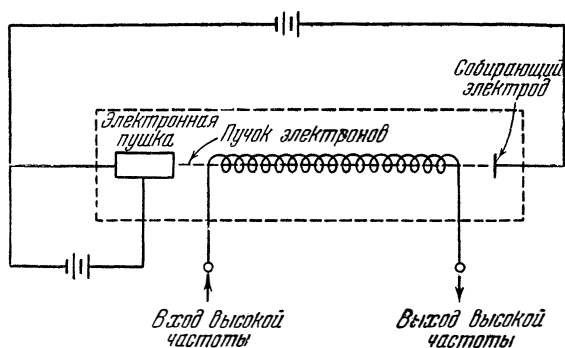 Собирающий
электрод
Электронная
пушка
Пучок электронов
Вход высокой
частоты
Выход высокой
частоты